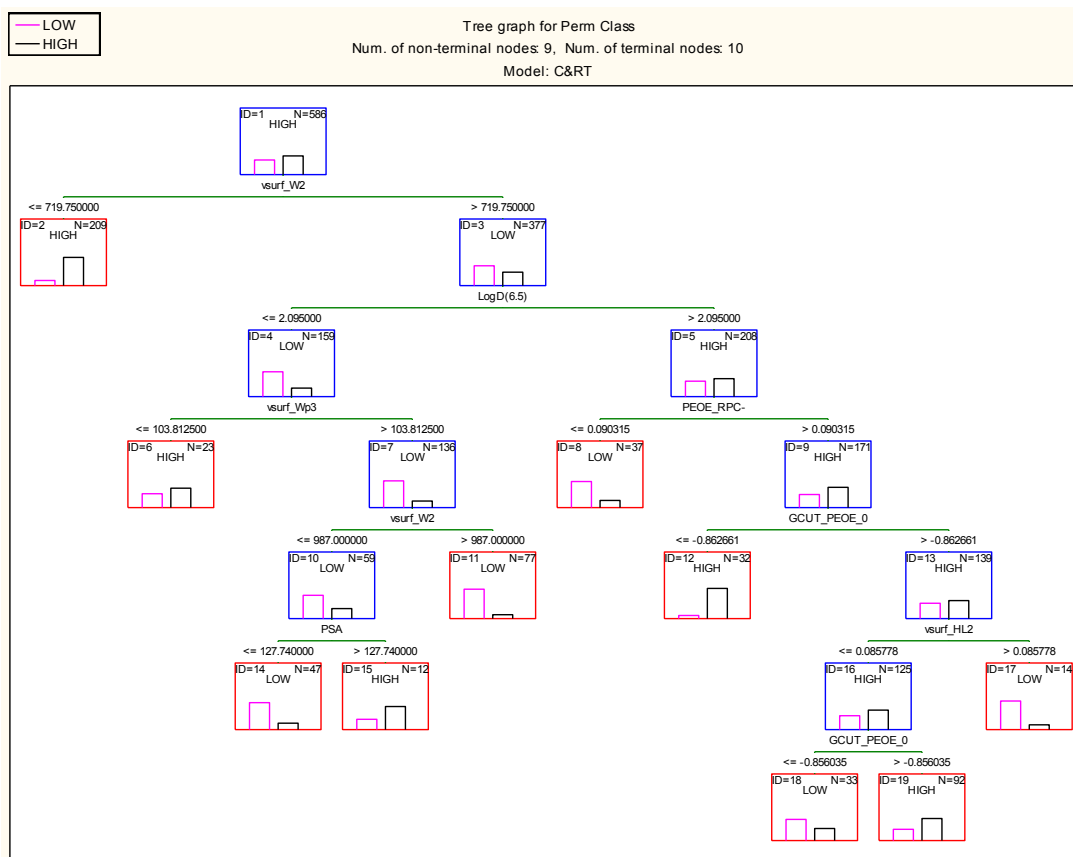 LOW
HIGH
Tree graph for Perm Class
Num. of non-terminal nodes: 9, Num. of terminal nodes: 10
Model: C&RT
ID=1 N=586
HIGH
vsurf_W2
<= 719.750000 > 719.750000
ID=2 N=209 ID=3 N=377
HIGH LOW
LogD(6.5)
<= 2.095000 > 2.095000
ID=4 N=159 ID=5 N=208
LOW HIGH
vsurf_Wp3 PEOE_RPC-
<= 103.812500 > 103.812500 <= 0.090315 > 0.090315
ID=6 N=23 ID=7 N=136 ID=8 N=37 ID=9 N=171
HIGH LOW LOW HIGH
vsurf_W2 GCUT_PEOE_0
<= 987.000000 > 987.000000 <= -0.862661 > -0.862661
ID=10 N=59 ID=11 N=77 ID=12 N=32 ID=13 N=139
LOW LOW HIGH HIGH
PSA vsurf_HL2
<= 127.740000 > 127.740000 <= 0.085778 > 0.085778
ID=14 N=47 ID=15 N=12 ID=16 N=125 ID=17 N=14
LOW HIGH HIGH LOW
GCUT_PEOE_0
<= -0.856035 > -0.856035
ID=18 N=33 ID=19 N=92
LOW HIGH